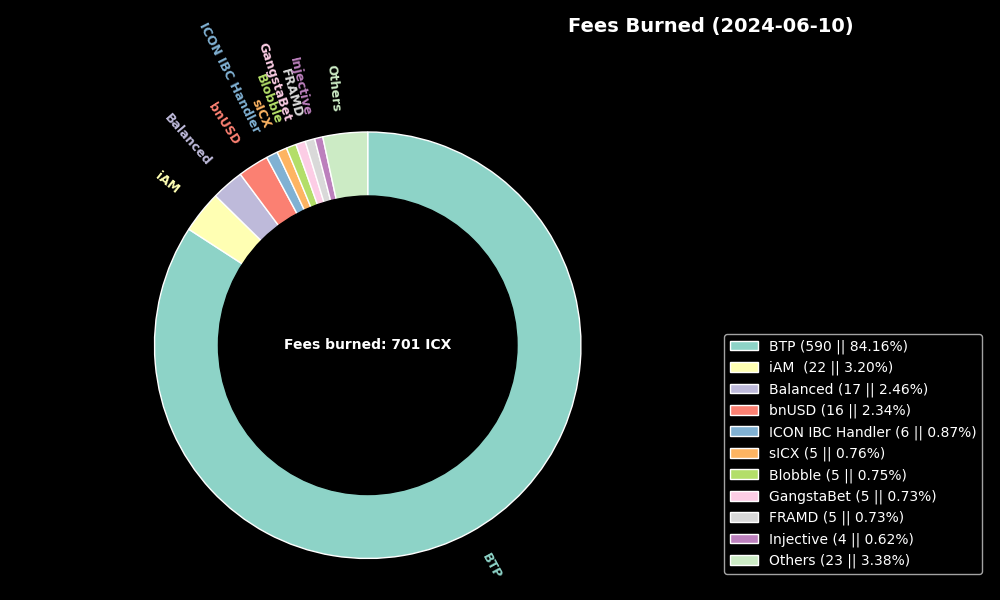 Fees Burned (2024-06-10)
ICON IBC Handler
GangstaBet
Injective
Others
FRAMD
Blobble
sICX
bnUSD
Balanced
iAM
Fees burned: 701 ICX
BTP
BTP (590 || 84.16%)
iAM  (22 || 3.20%)
Balanced (17 || 2.46%)
bnUSD (16 || 2.34%)
ICON IBC Handler (6 || 0.87%)
sICX (5 || 0.76%)
Blobble (5 || 0.75%)
GangstaBet (5 || 0.73%)
FRAMD (5 || 0.73%)
Injective (4 || 0.62%)
Others (23 || 3.38%)